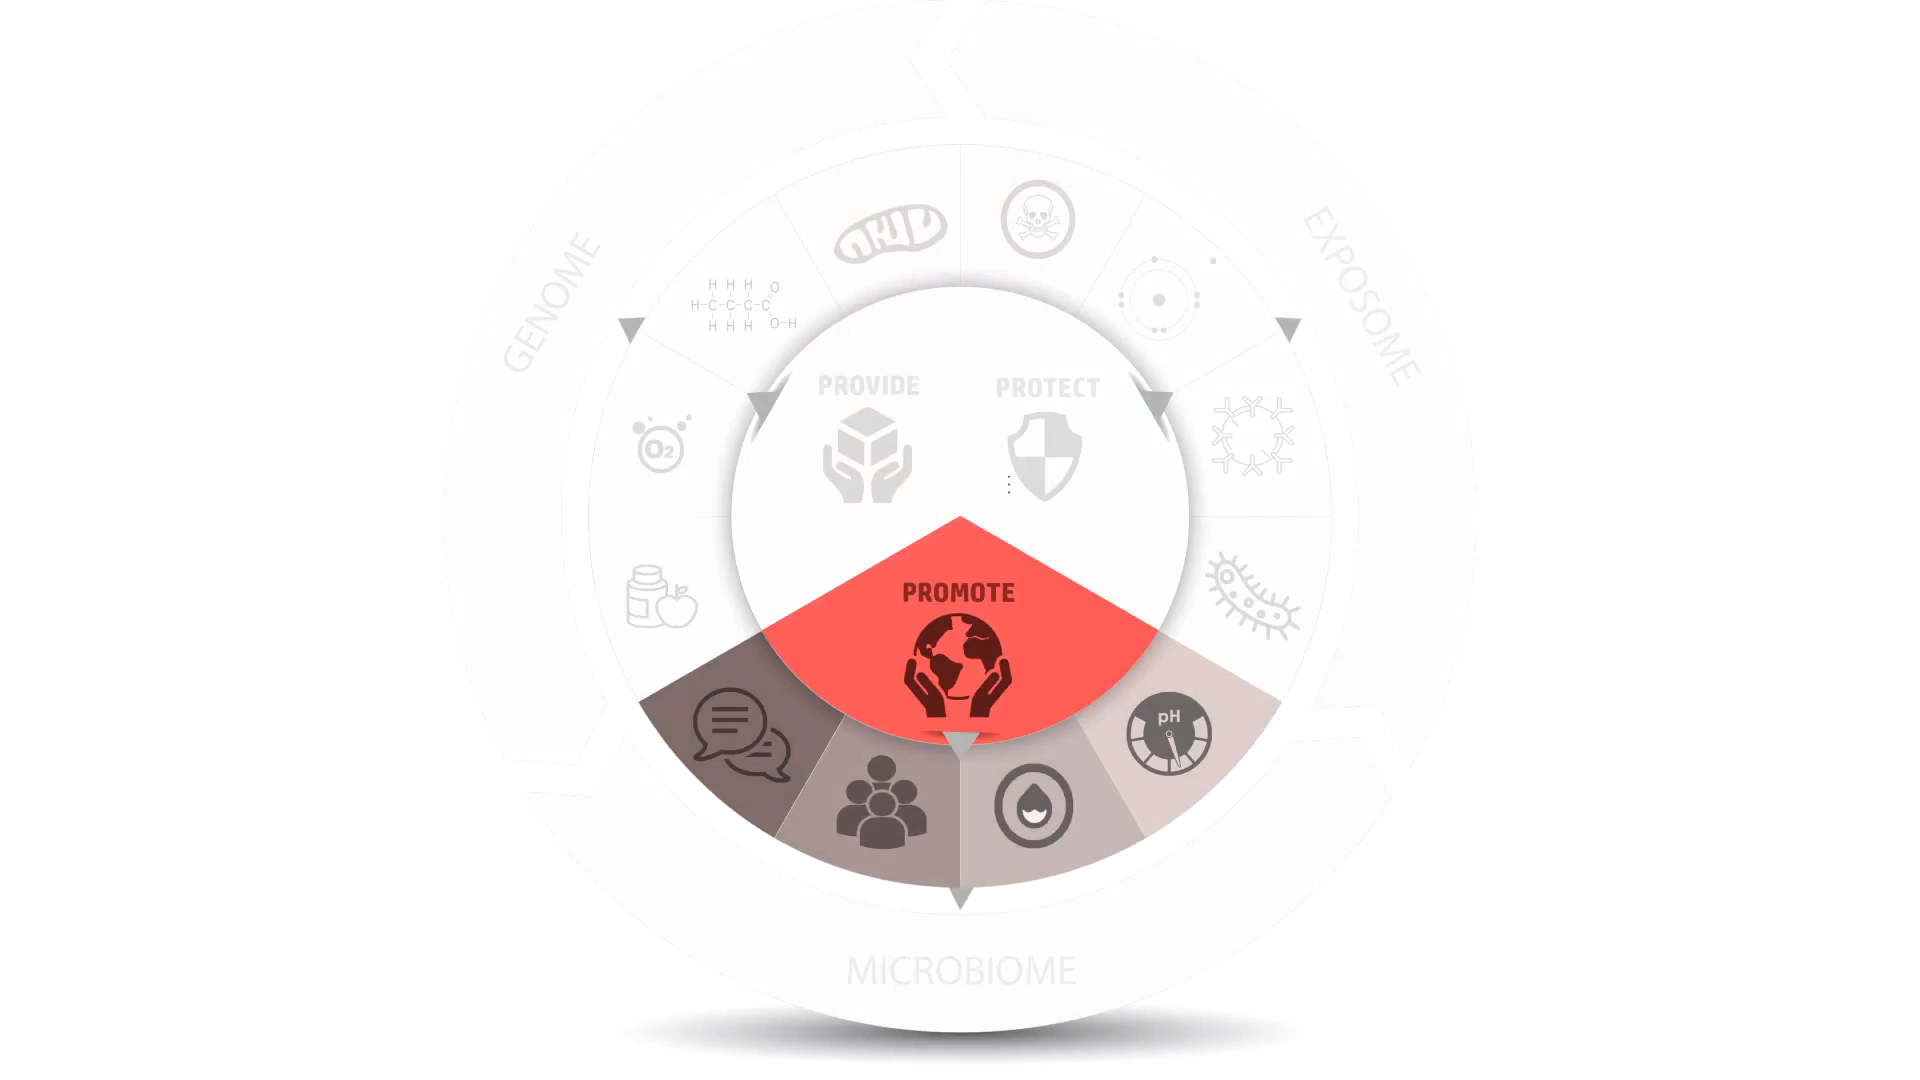 GENOME
EXPOSOME
H H H O
H-C-C-C-C
H H H O-H
PROVIDE
PROTECT
O2
PROMOTE
pH
MICROBIOME